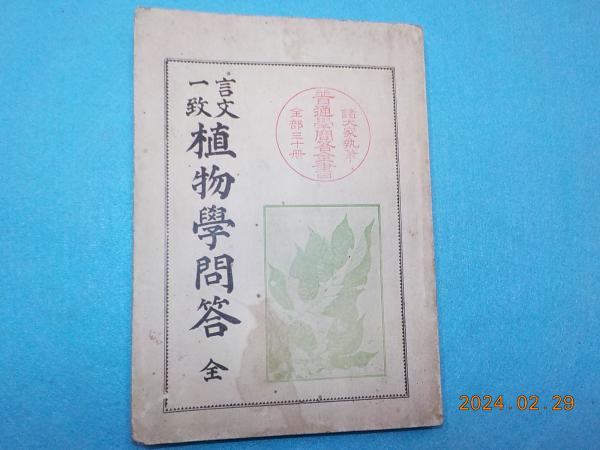 諸大家執筆
普通學問答全書
全部三十冊
言文一致
植物學問答 全
2024.02.29